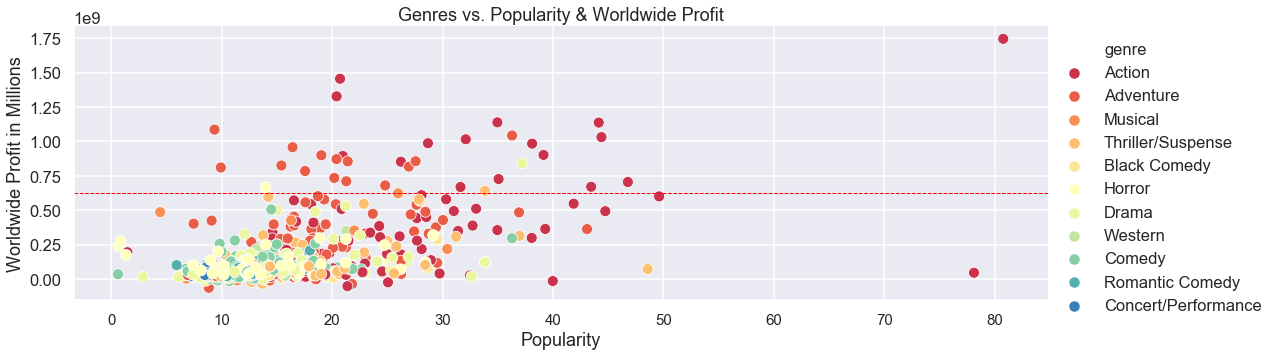 Genres vs. Popularity & Worldwide Profit
1e9
1.75
1.50
1.25
1.00
0.75
0.50
0.25
0.00
Worldwide Profit in Millions
0 10 20 30 40 50 60 70 80
Popularity
genre
Action
Adventure
Musical
Thriller/Suspense
Black Comedy
Horror
Drama
Western
Comedy
Romantic Comedy
Concert/Performance